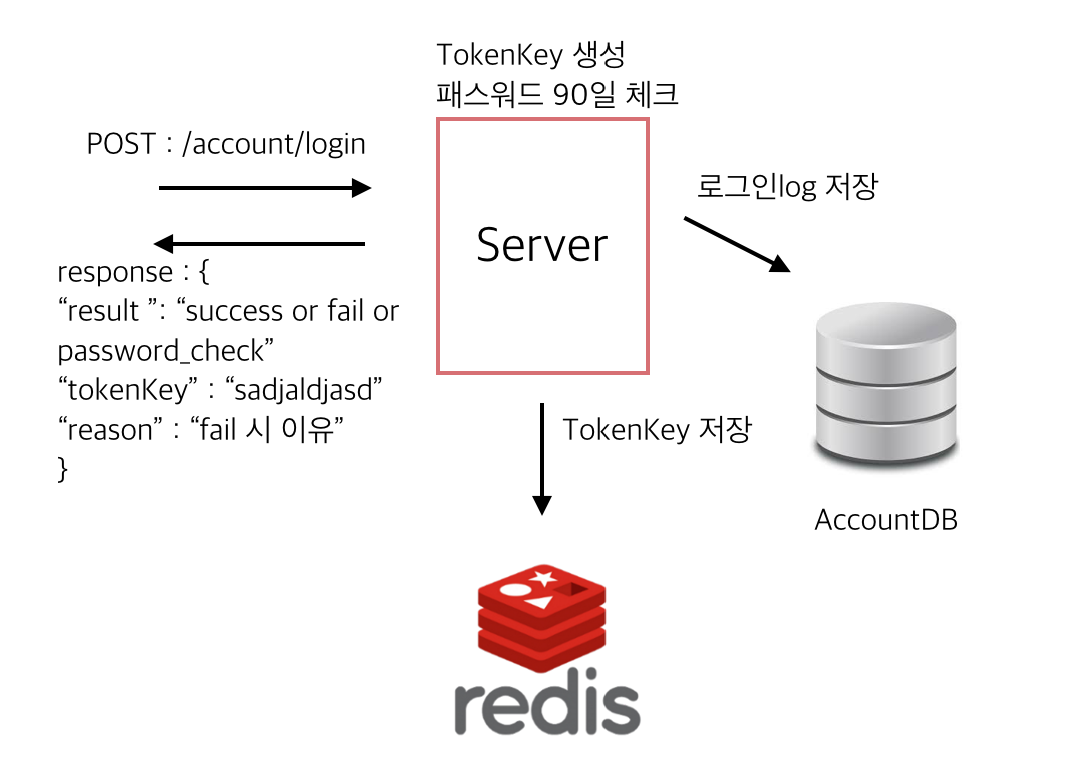 TokenKey 생성
패스워드 90일 체크
POST : /account/login
Server
로그인log 저장
response : {
“result ”: “success or fail or
password_check”
“tokenKey” : “sadjaldjasd”
“reason” : “fail 시 이유”
}
TokenKey 저장
AccountDB
redis